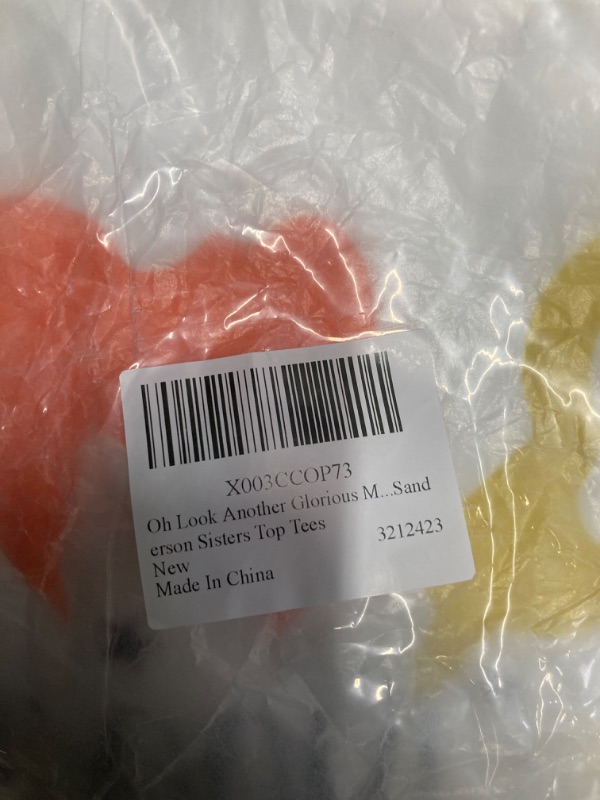 X003CCOP73
Oh Look Another Glorious M...Sand
erson Sisters Top Tees
3212423
New
Made In China